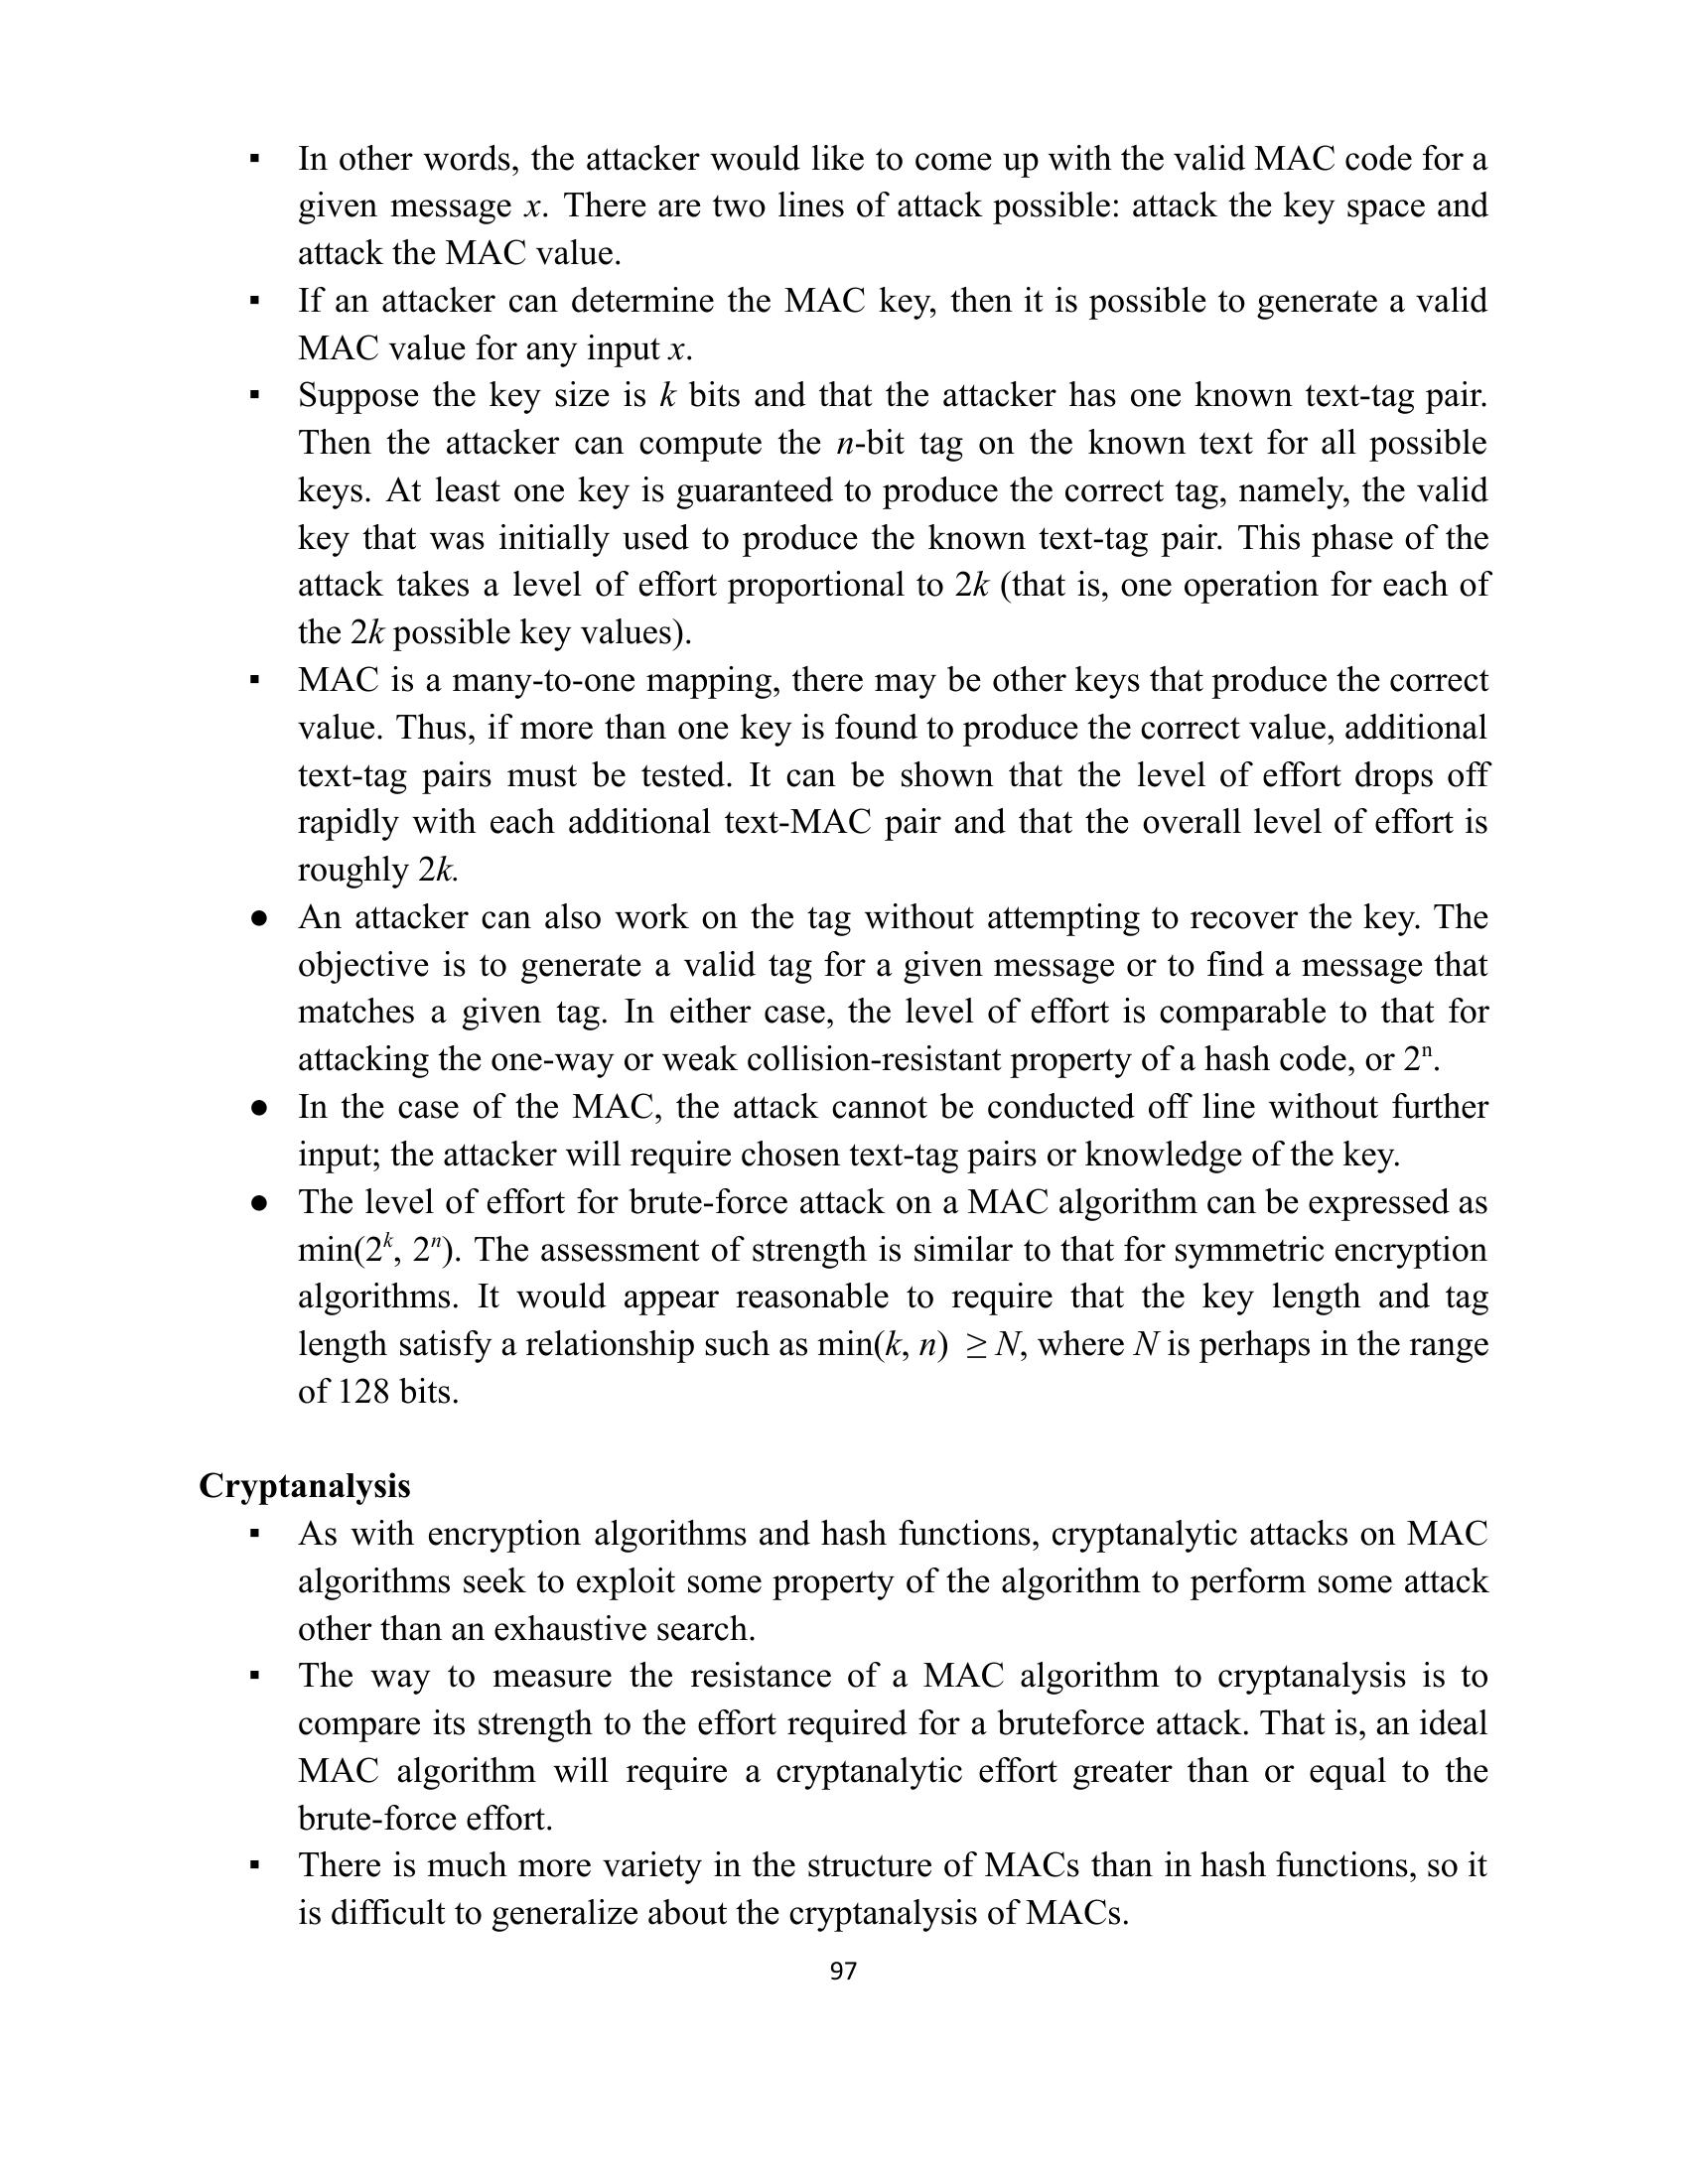 ▪ In other words, the attacker would like to come up with the valid MAC code for a
given message x. There are two lines of attack possible: attack the key space and
attack the MAC value.
▪ If an attacker can determine the MAC key, then it is possible to generate a valid
MAC value for any input x.
▪ Suppose the key size is k bits and that the attacker has one known text-tag pair.
Then the attacker can compute the n-bit tag on the known text for all possible
keys. At least one key is guaranteed to produce the correct tag, namely, the valid
key that was initially used to produce the known text-tag pair. This phase of the
attack takes a level of effort proportional to 2k (that is, one operation for each of
the 2k possible key values).
▪ MAC is a many-to-one mapping, there may be other keys that produce the correct
value. Thus, if more than one key is found to produce the correct value, additional
text-tag pairs must be tested. It can be shown that the level of effort drops off
rapidly with each additional text-MAC pair and that the overall level of effort is
roughly 2k.
● An attacker can also work on the tag without attempting to recover the key. The
objective is to generate a valid tag for a given message or to find a message that
matches a given tag. In either case, the level of effort is comparable to that for
attacking the one-way or weak collision-resistant property of a hash code, or 2ⁿ.
● In the case of the MAC, the attack cannot be conducted off line without further
input; the attacker will require chosen text-tag pairs or knowledge of the key.
● The level of effort for brute-force attack on a MAC algorithm can be expressed as
min(2ᵏ, 2ⁿ). The assessment of strength is similar to that for symmetric encryption
algorithms. It would appear reasonable to require that the key length and tag
length satisfy a relationship such as min(k, n) ≥ N, where N is perhaps in the range
of 128 bits.
Cryptanalysis
▪ As with encryption algorithms and hash functions, cryptanalytic attacks on MAC
algorithms seek to exploit some property of the algorithm to perform some attack
other than an exhaustive search.
▪ The way to measure the resistance of a MAC algorithm to cryptanalysis is to
compare its strength to the effort required for a bruteforce attack. That is, an ideal
MAC algorithm will require a cryptanalytic effort greater than or equal to the
brute-force effort.
▪ There is much more variety in the structure of MACs than in hash functions, so it
is difficult to generalize about the cryptanalysis of MACs.
97